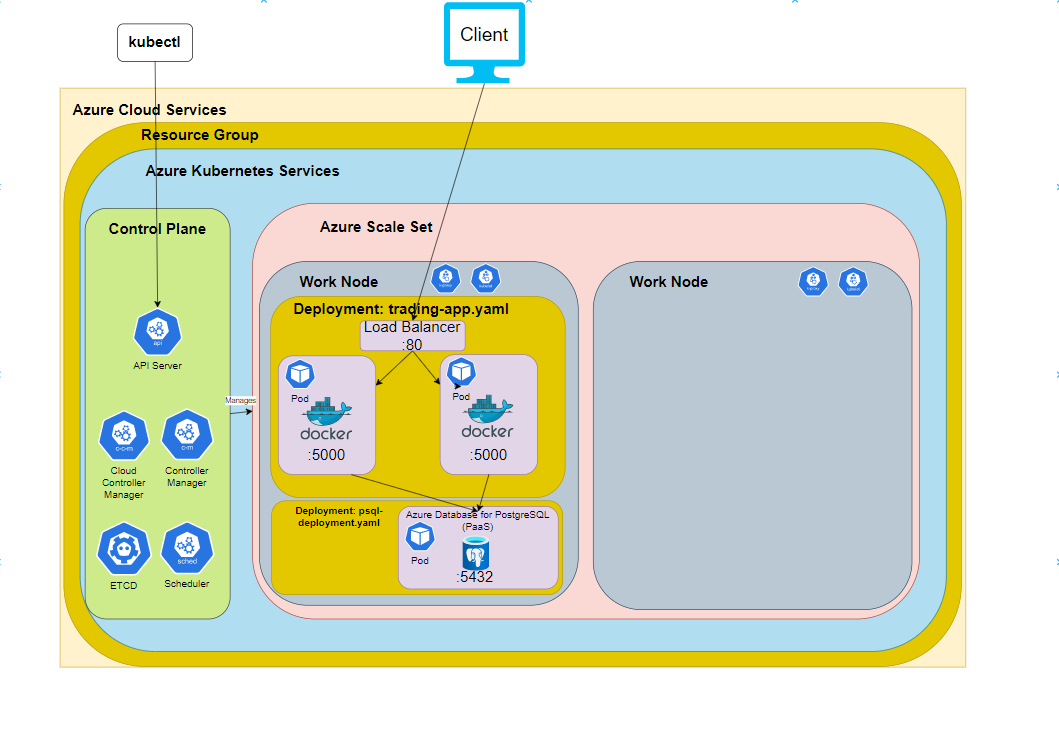 Client
kubectl
Azure Cloud Services
Resource Group
Azure Kubernetes Services
Control Plane
API Server
api
c-c-m
Cloud
Controller
Manager
c-m
Controller
Manager
ETCD
sched
Scheduler
Manages
Azure Scale Set
Work Node
Deployment: trading-app.yaml
Load Balancer
:80
Pod
docker
:5000
Pod
docker
:5000
Deployment: psql-
deployment.yaml
Azure Database for PostgreSQL
(PaaS)
Pod
:5432
Work Node